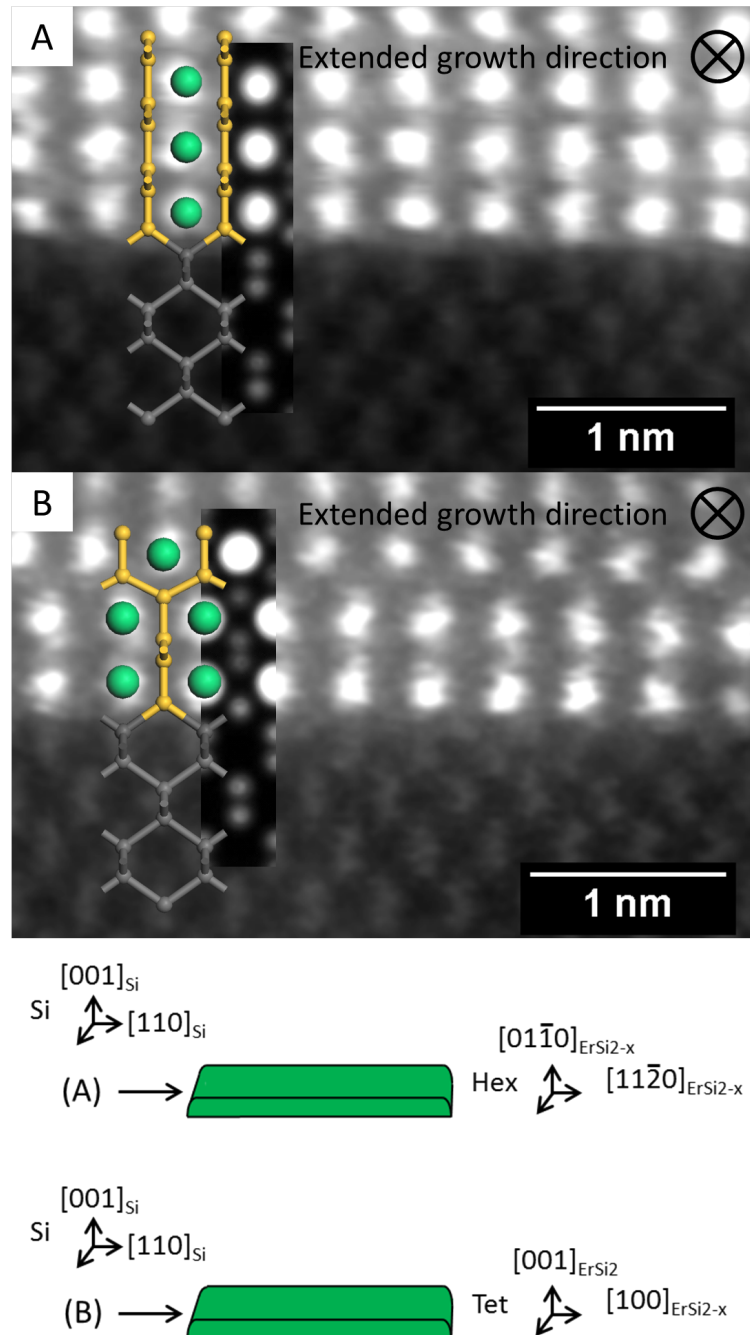 A
Extended growth direction
1 nm
B
Extended growth direction
1 nm
[001]Si
Si
[110]Si
[011̅0]ErSi2-x
(A)
Hex
[112̅0]ErSi2-x
[001]Si
Si
[110]Si
[001]ErSi2
(B)
Tet
[100]ErSi2-x